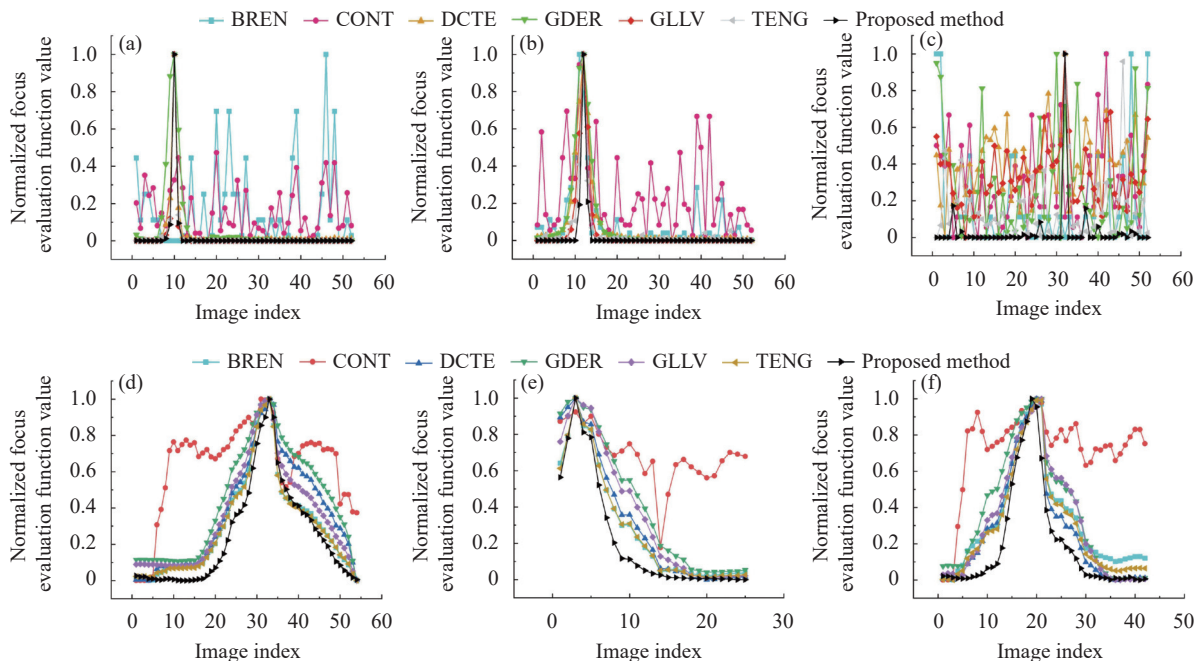 BREN CONT DCTE GDER GLLV TENG Proposed method
(a) (b) (c)
Normalized focus
evaluation function value
1.0
0.8
0.6
0.4
0.2
0
0 10 20 30 40 50 60
Image index
Normalized focus
evaluation function value
1.0
0.8
0.6
0.4
0.2
0
0 10 20 30 40 50 60
Image index
Normalized focus
evaluation function value
1.0
0.8
0.6
0.4
0.2
0
0 10 20 30 40 50 60
Image index
BREN CONT DCTE GDER GLLV TENG Proposed method
(d) (e) (f)
Normalized focus
evaluation function value
1.0
0.8
0.6
0.4
0.2
0
0 10 20 30 40 50 60
Image index
Normalized focus
evaluation function value
1.0
0.8
0.6
0.4
0.2
0
0 10 20 30
Image index
Normalized focus
evaluation function value
1.0
0.8
0.6
0.4
0.2
0
0 10 20 30 40 50
Image index